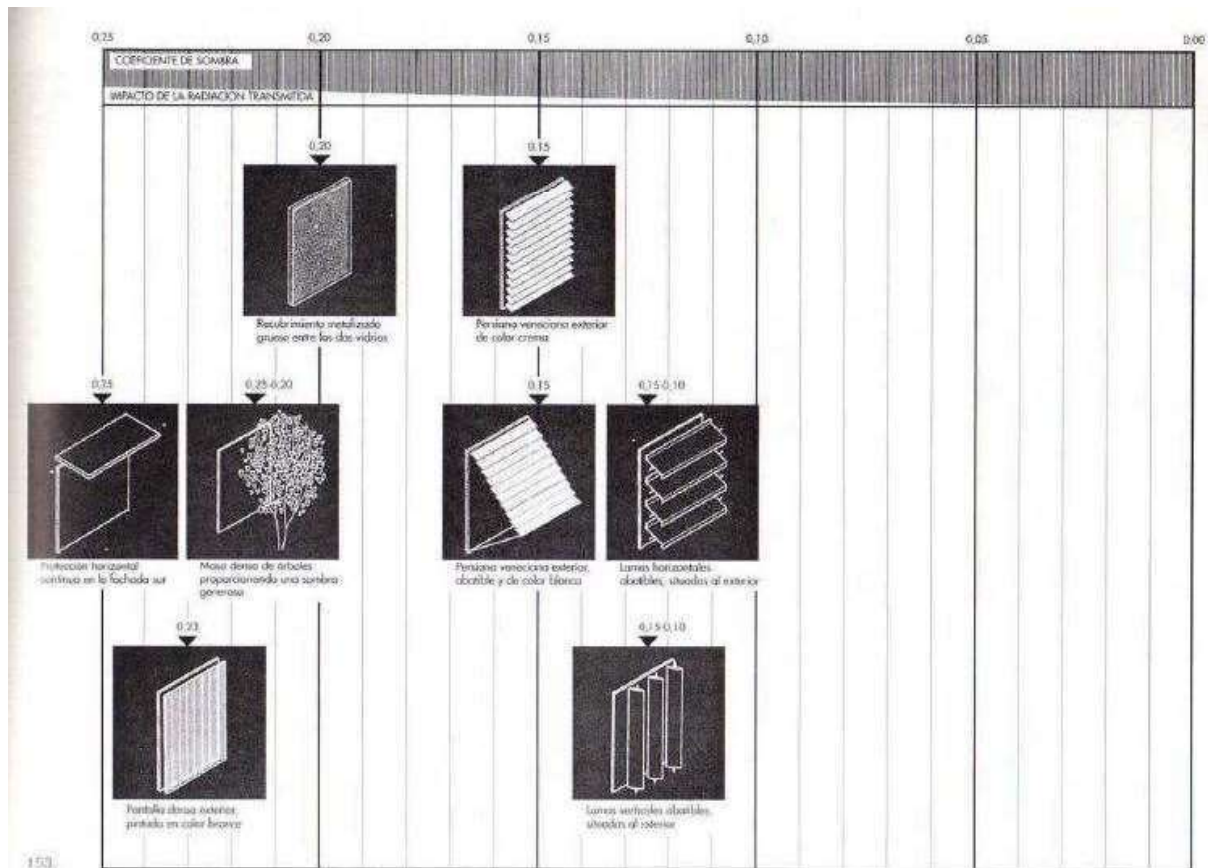 0,25 0,20 0,15 0,10 0,05 0,00
COEFICIENTE DE SOMBRA
IMPACTO DE LA RADIACION TRANSMITIDA
0,20
0,15
Recubrimiento metalizado
grueso entre los dos vidrios
Persiana veneciana exterior
de color crema
0,25
0,25-0,20
0,15
0,15-0,10
Protección horizontal
continua en la fachada sur
Masa densa de árboles
proporcionando una sombra
generosa
Persiana veneciana exterior,
abatible y de color blanco
Lamas horizontales
abatibles, situadas al exterior
0,23
0,15-0,10
Pantalla densa exterior,
pintada en color blanco
Lamas verticales abatibles,
situadas al exterior
153